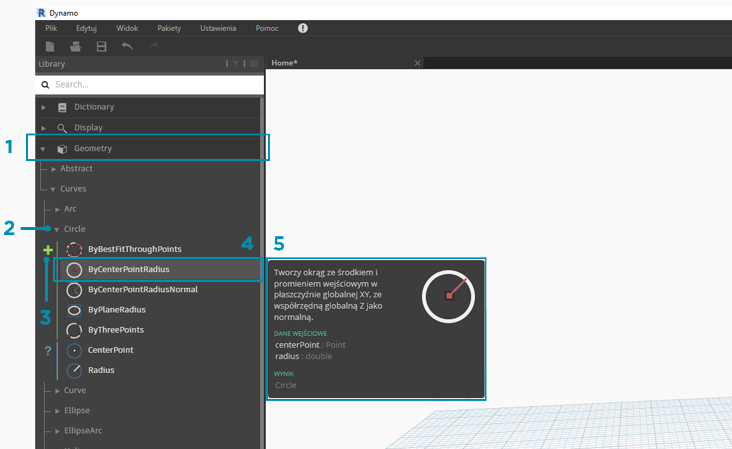 R Dynamo
Plik Edytuj Widok Pakiety Ustawienia Pomoc !
Library
Home*
Search...
Dictionary
Display
1
Geometry
Abstract
Curves
Arc
2
Circle
4
5
ByBestFitThroughPoints
ByCenterPointRadius
ByCenterPointRadiusNormal
3
ByPlaneRadius
ByThreePoints
?
CenterPoint
Radius
Curve
Ellipse
EllipseArc
Tworzy okrąg ze środkiem i
promieniem wejściowym w
płaszczyźnie globalnej XY, ze
współrzędną globalną Z jako
normalną.
DANE WEJŚCIOWE
centerPoint : Point
radius : double
WYNIK
Circle